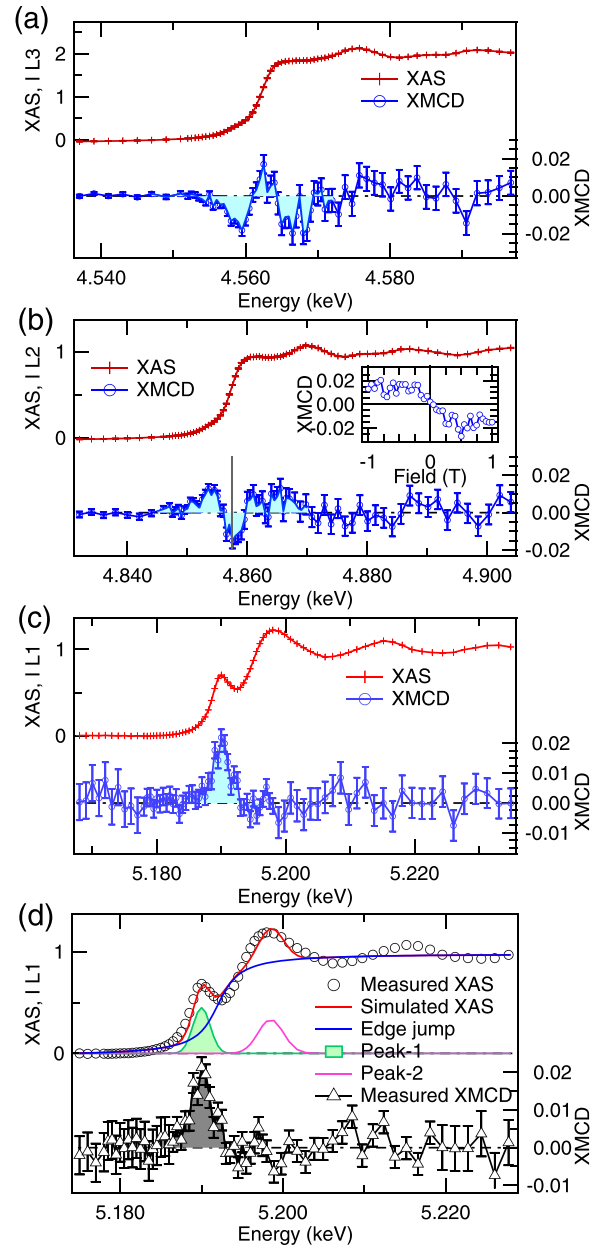 (a)
XAS, I L3
2
1
0
XAS
XMCD
0.02
0.00
-0.02
XMCD
4.540
4.560
4.580
Energy (keV)
(b)
XAS, I L2
1
0
XAS
XMCD
XMCD
0.02
0.00
-0.02
-1
0
1
Field (T)
0.02
0.00
-0.02
XMCD
4.840
4.860
4.880
4.900
Energy (keV)
(c)
XAS, I L1
1
0
XAS
XMCD
0.02
0.01
0.00
-0.01
XMCD
5.180
5.200
5.220
Energy (keV)
(d)
XAS, I L1
1
0
Measured XAS
Simulated XAS
Edge jump
Peak-1
Peak-2
Measured XMCD
0.02
0.01
0.00
-0.01
XMCD
5.180
5.200
5.220
Energy (keV)